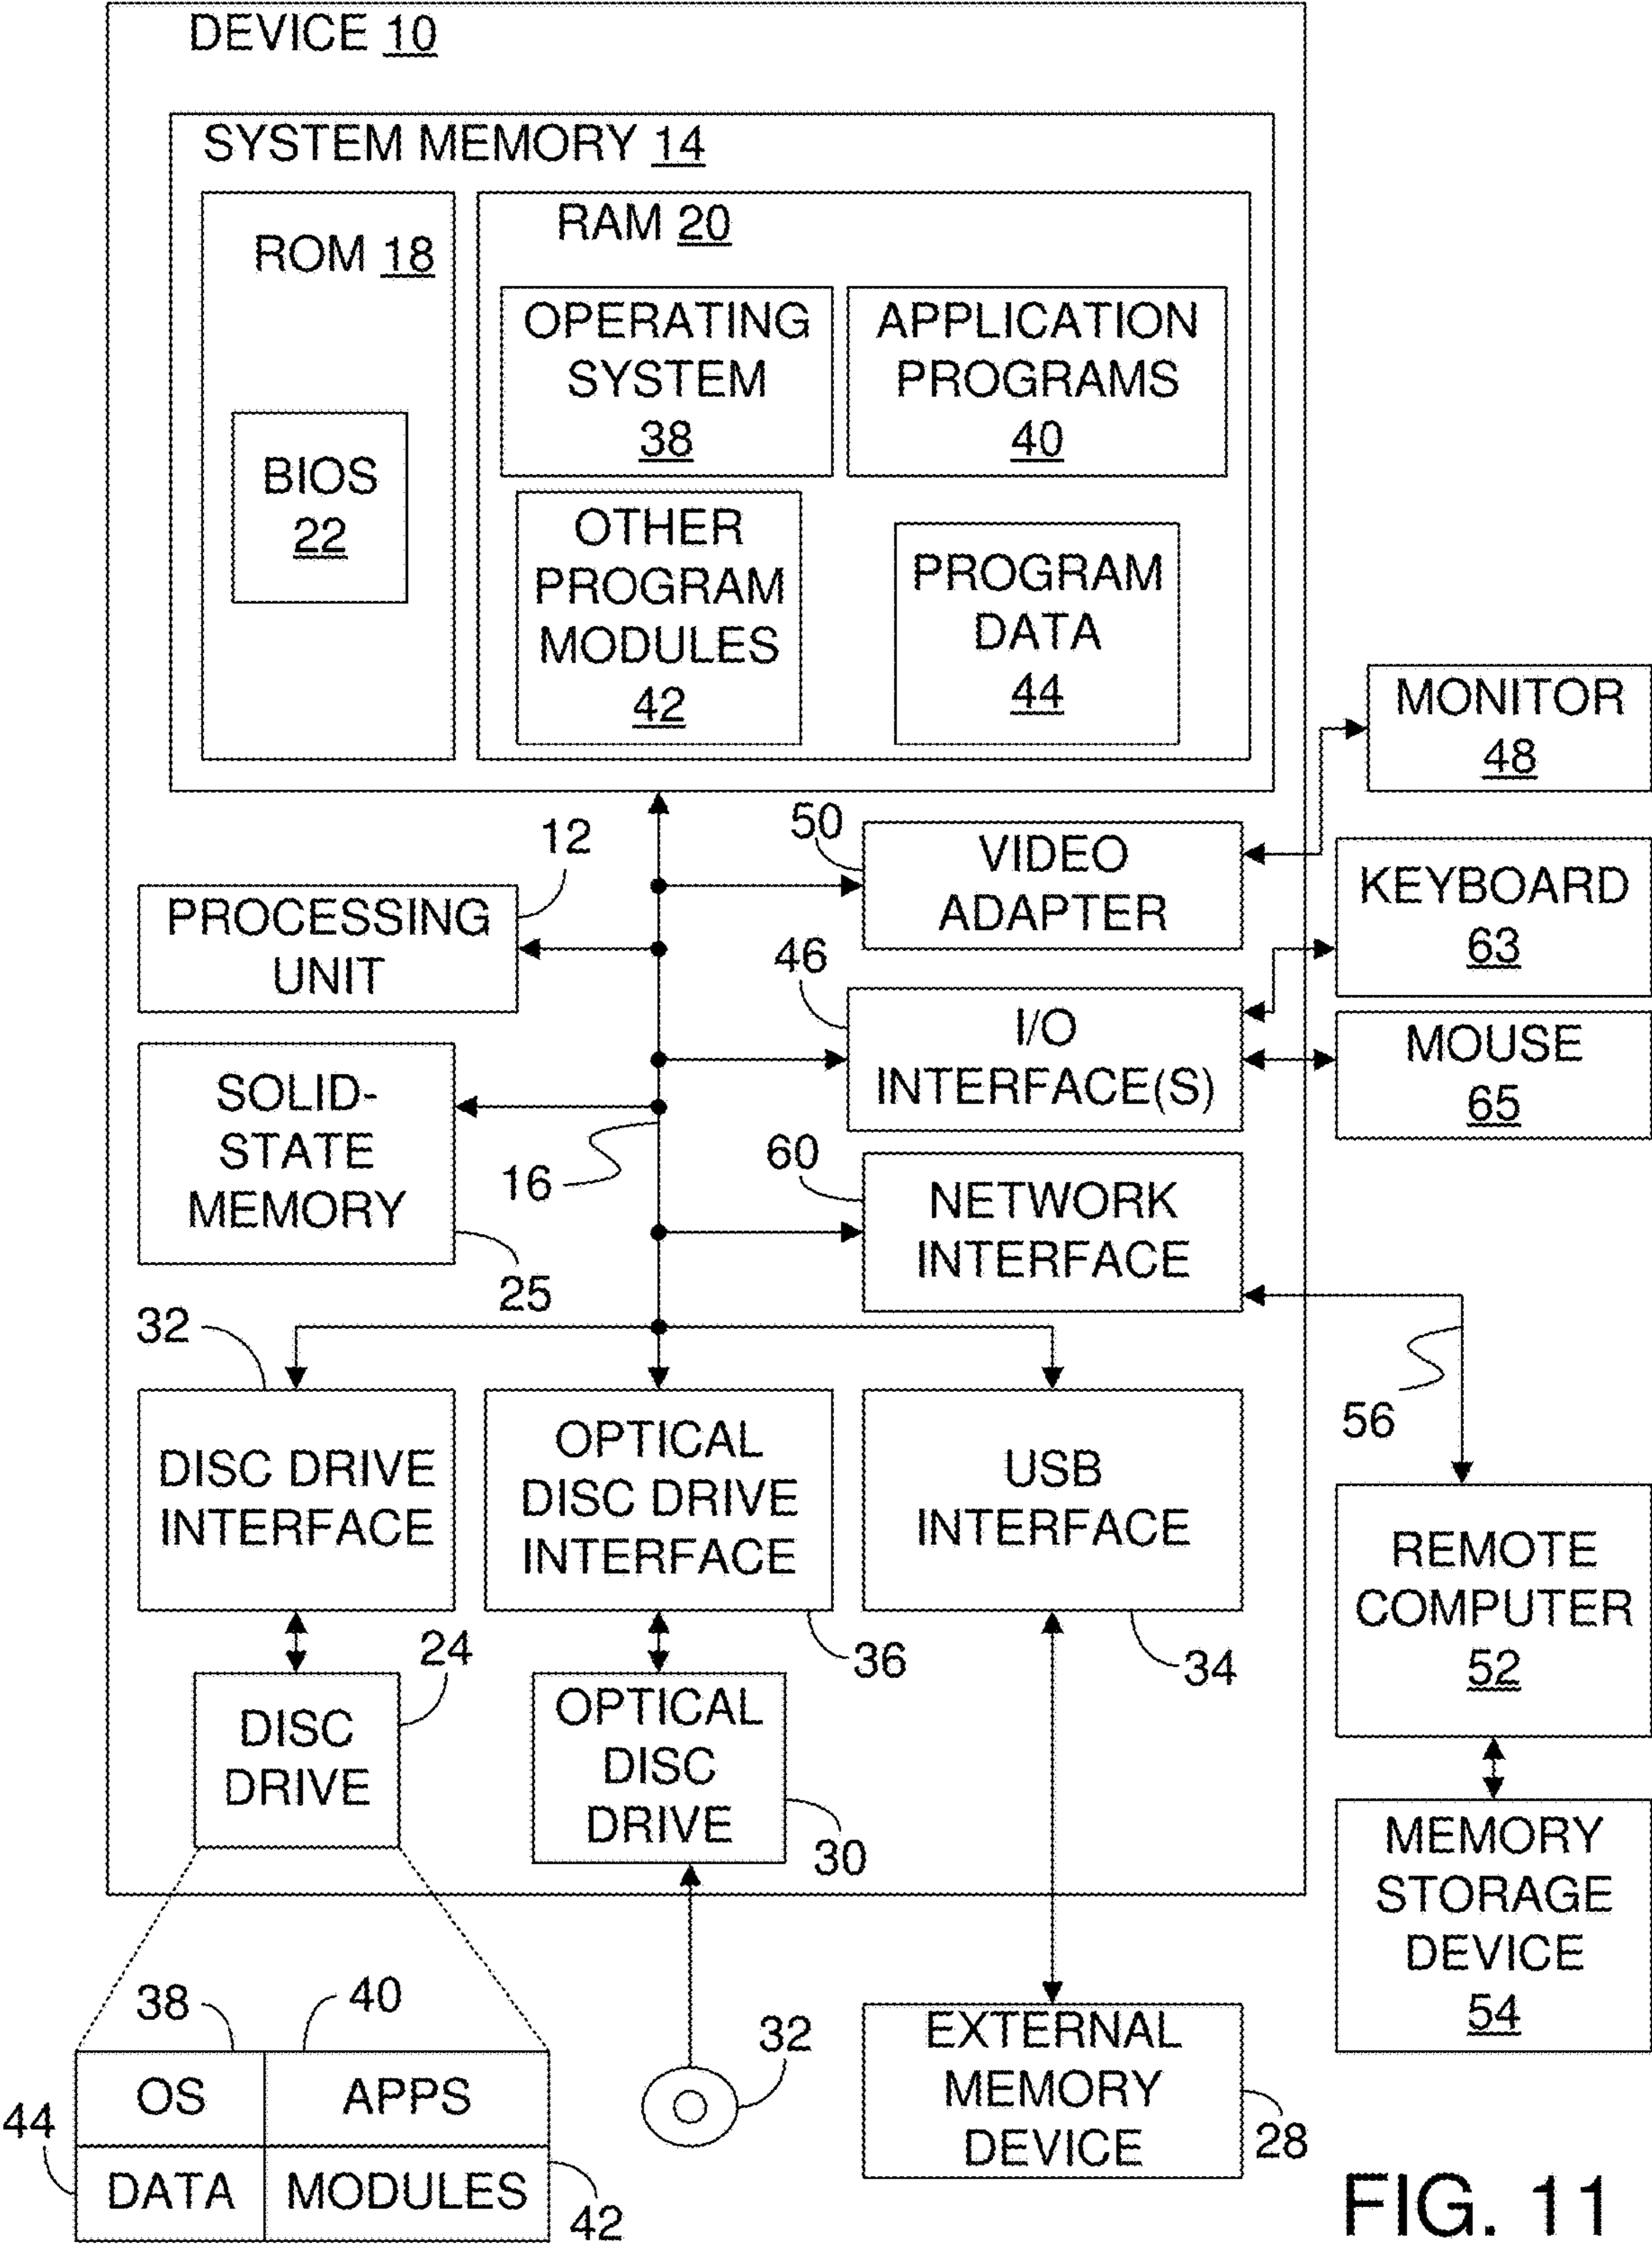 DEVICE 10
SYSTEM MEMORY 14
ROM 18
BIOS
22
RAM 20
OPERATING
SYSTEM
38
APPLICATION
PROGRAMS
40
OTHER
PROGRAM
MODULES
42
PROGRAM
DATA
44
MONITOR
48
12
PROCESSING
UNIT
50
VIDEO
ADAPTER
KEYBOARD
63
46
I/O
INTERFACE(S)
MOUSE
65
SOLID-
STATE
MEMORY
25
16
60
NETWORK
INTERFACE
56
32
DISC DRIVE
INTERFACE
OPTICAL
DISC DRIVE
INTERFACE
36
USB
INTERFACE
34
REMOTE
COMPUTER
52
24
DISC
DRIVE
OPTICAL
DISC
DRIVE
30
MEMORY
STORAGE
DEVICE
54
38
40
OS
APPS
44
DATA
MODULES
42
32
EXTERNAL
MEMORY
DEVICE
28
FIG. 11